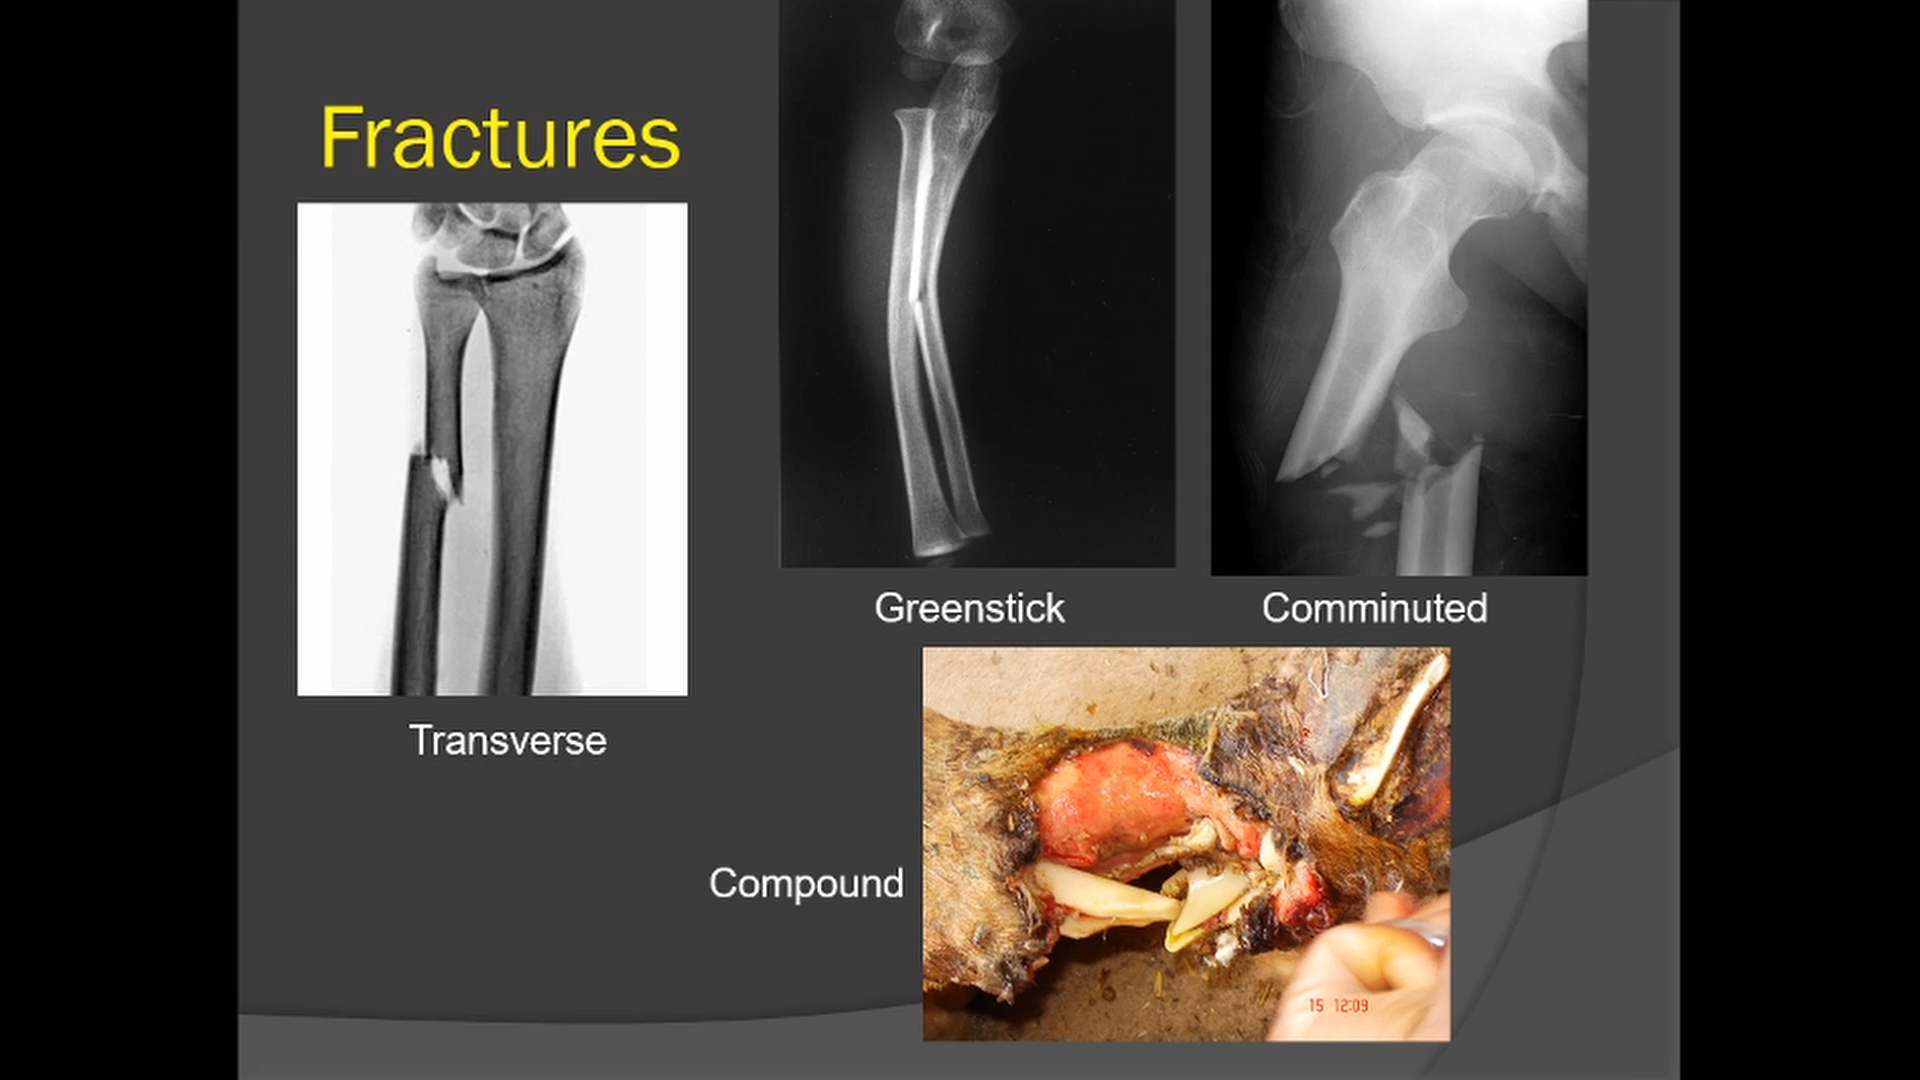 Fractures
Greenstick
Comminuted
Transverse
Compound
15 12:09